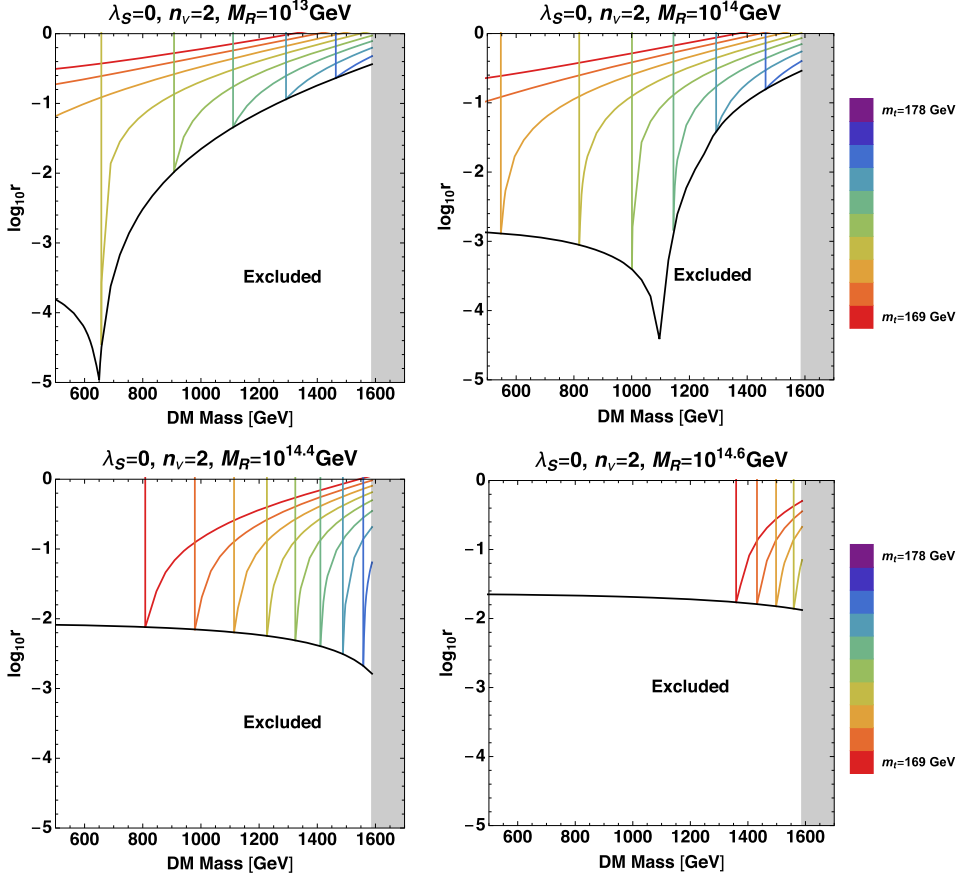 λS=0, nν=2, MR=10^13GeV
λS=0, nν=2, MR=10^14GeV
0
−1
−2
−3
−4
−5
log10r
Excluded
600 800 1000 1200 1400 1600
DM Mass [GeV]
0
−1
−2
−3
−4
−5
log10r
Excluded
600 800 1000 1200 1400 1600
DM Mass [GeV]
mt=178 GeV
mt=169 GeV
λS=0, nν=2, MR=10^14.4GeV
λS=0, nν=2, MR=10^14.6GeV
0
−1
−2
−3
−4
−5
log10r
Excluded
600 800 1000 1200 1400 1600
DM Mass [GeV]
0
−1
−2
−3
−4
−5
log10r
Excluded
600 800 1000 1200 1400 1600
DM Mass [GeV]
mt=178 GeV
mt=169 GeV